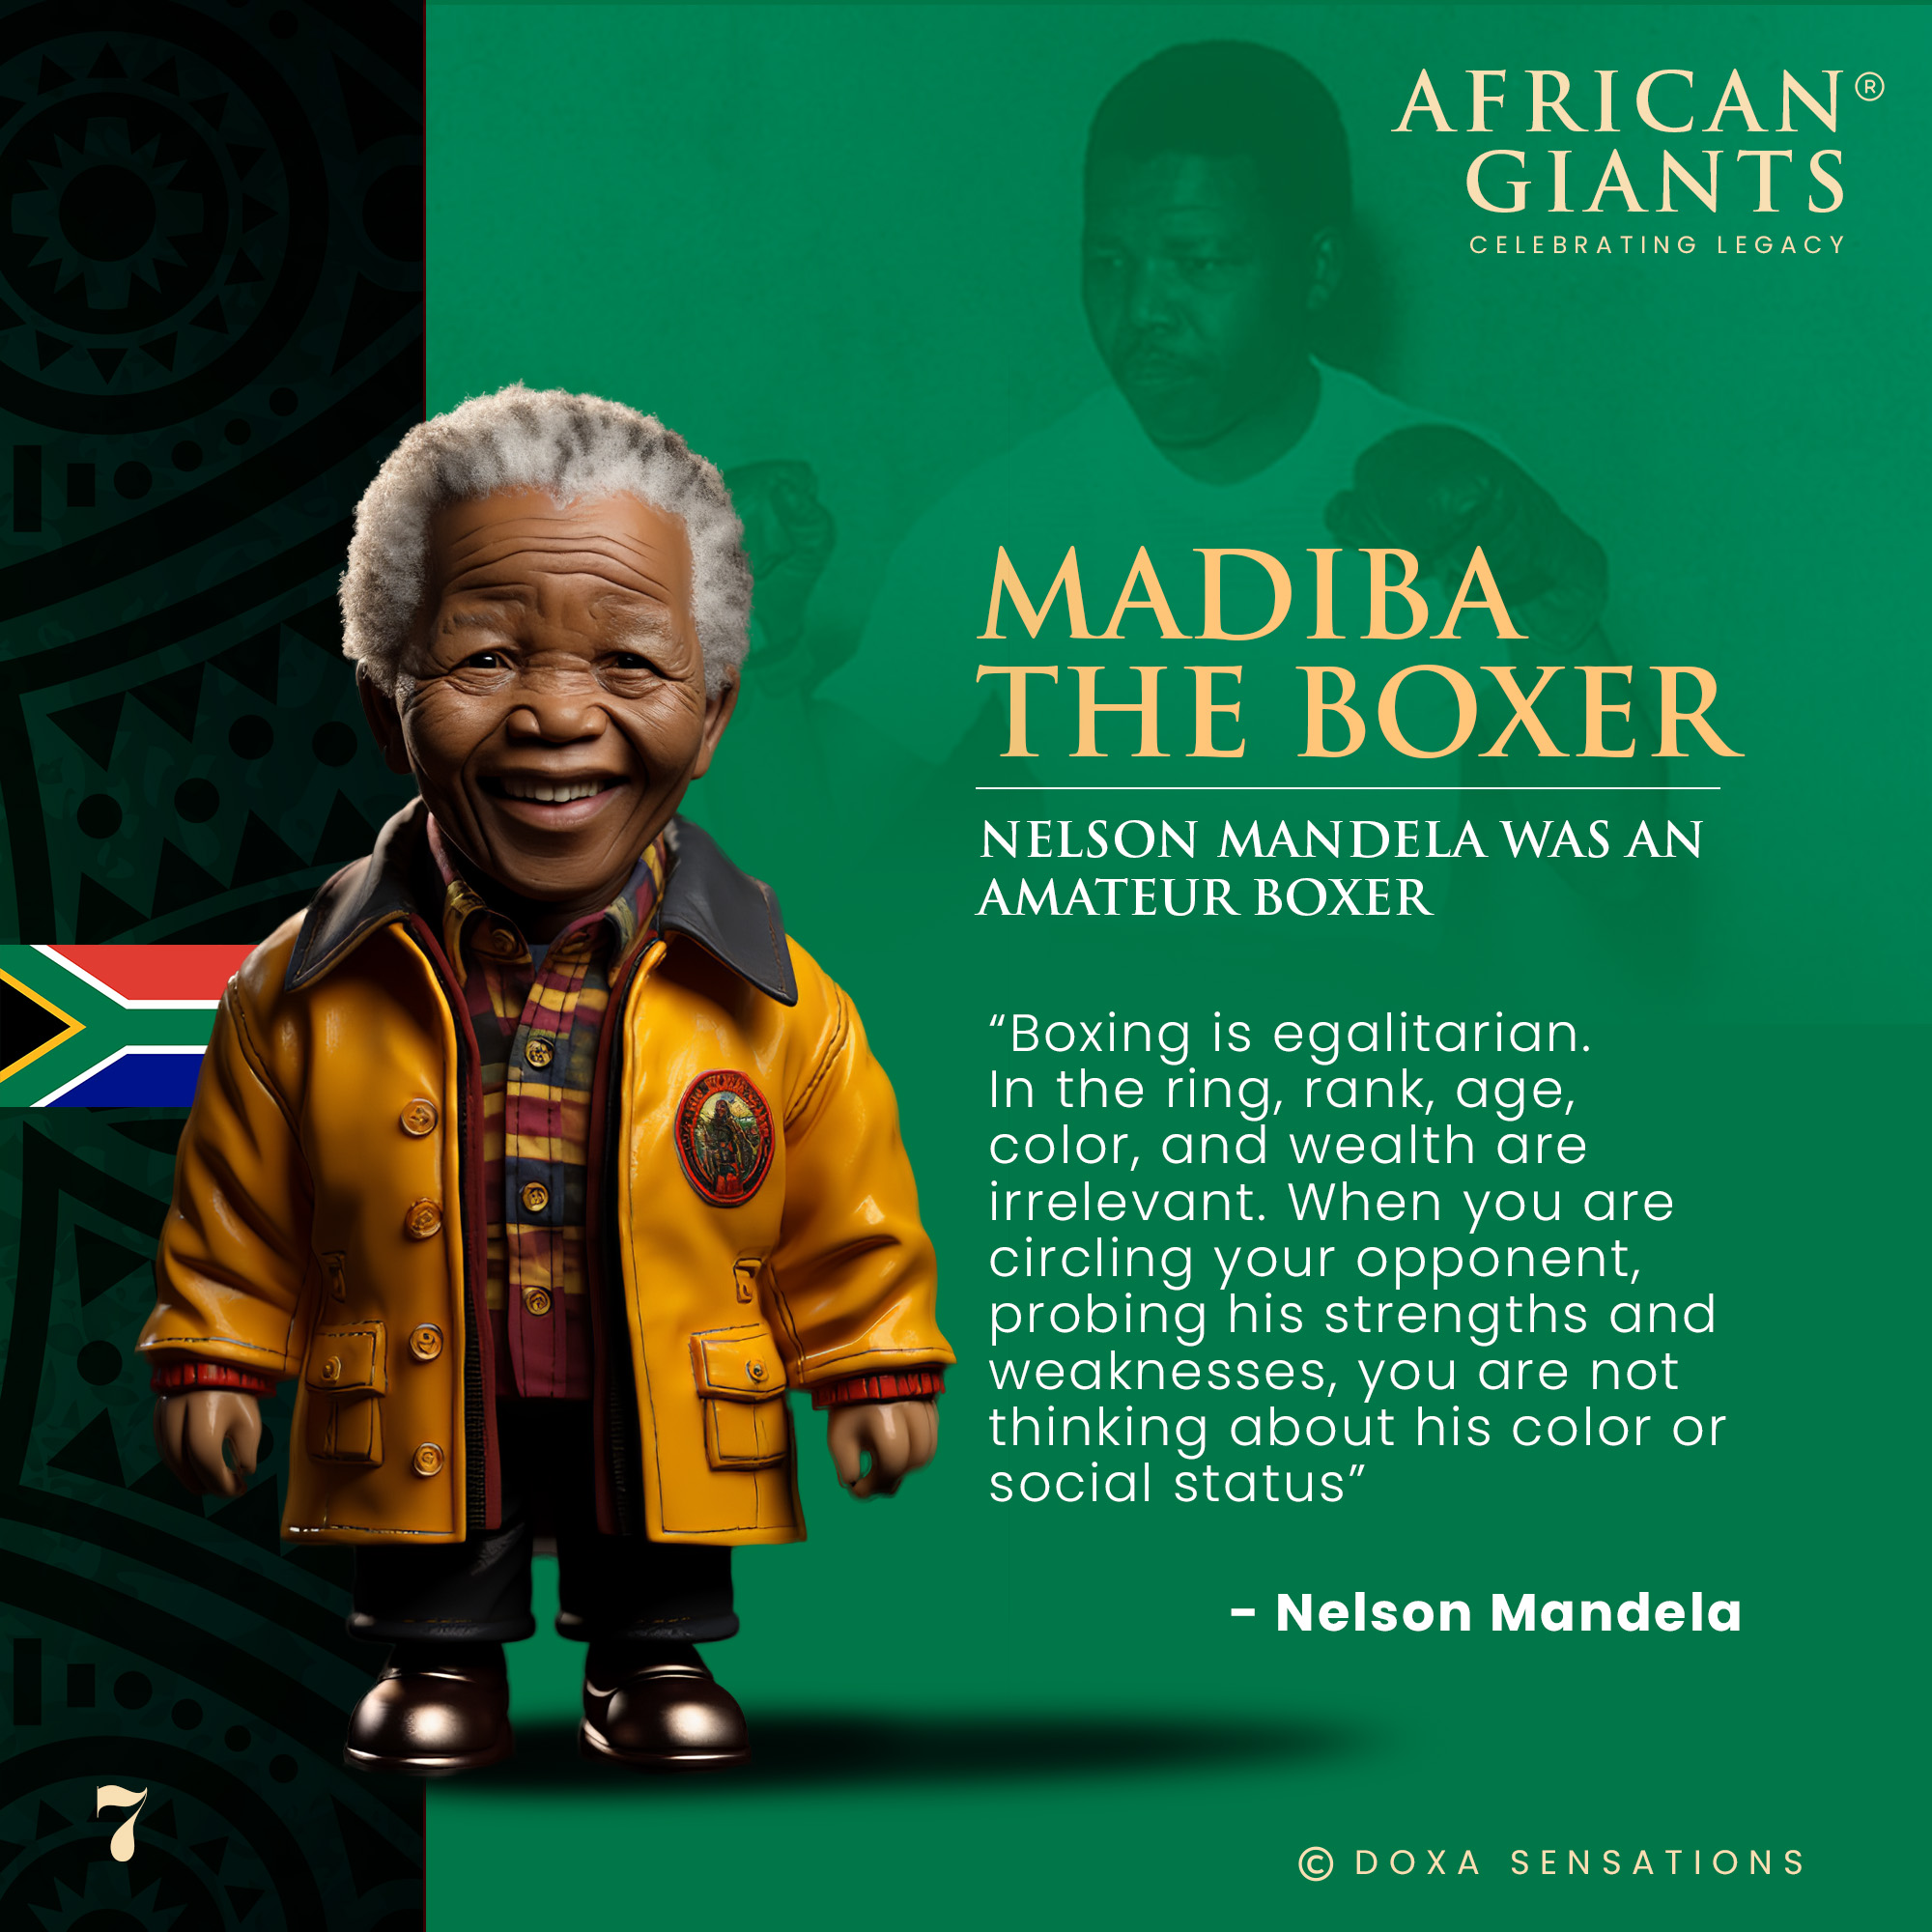 AFRICAN®
GIANTS
CELEBRATING LEGACY
MADIBA
THE BOXER
NELSON MANDELA WAS AN
AMATEUR BOXER
“Boxing is egalitarian.
In the ring, rank, age,
color, and wealth are
irrelevant. When you are
circling your opponent,
probing his strengths and
weaknesses, you are not
thinking about his color or
social status”
- Nelson Mandela
7
© DOXA SENSATIONS